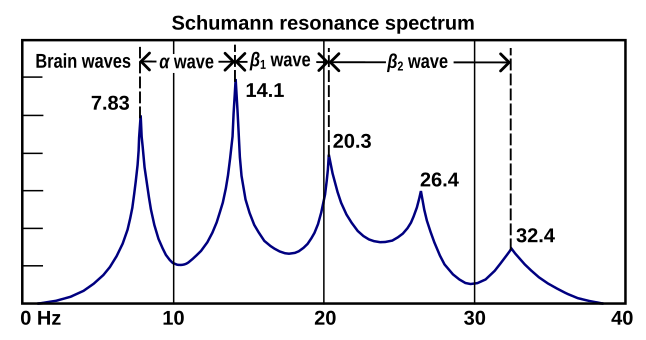 Schumann resonance spectrum
Brain waves α wave β₁ wave β₂ wave
7.83
14.1
20.3
26.4
32.4
0 Hz 10 20 30 40